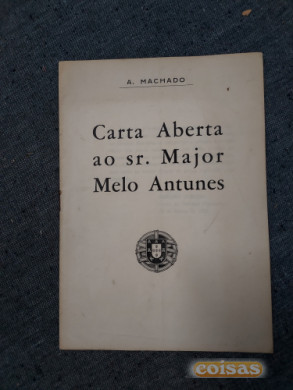 A. MACHADO
Carta Aberta
ao sr. Major
Melo Antunes
coisas